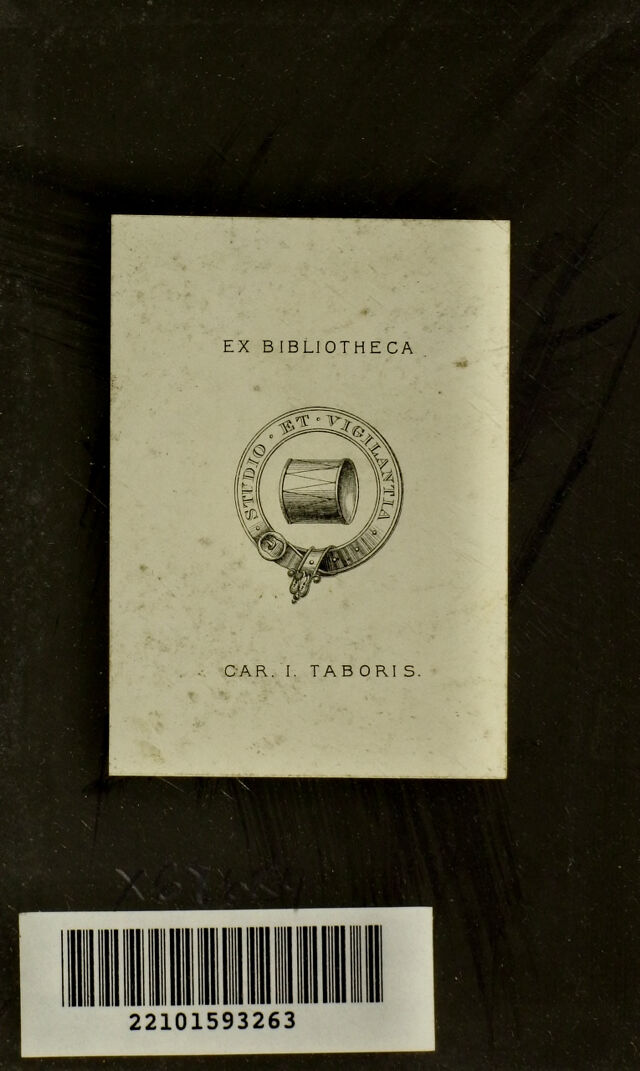 EX BIBLIOTHECA
· STUDIO · ET · VIGILANTIA ·
CAR. I. TABORIS.
22101593263